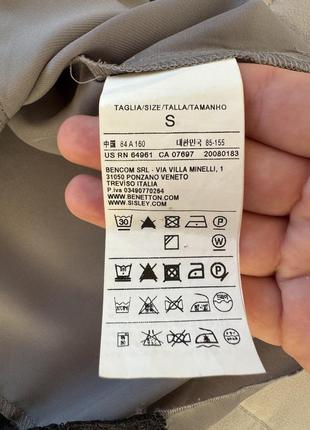 TAGLIA/SIZE/TALLA/TAMANHO
S
中國 84 A 160 대한민국 85-155
US RN 64961 CA 07697 20080183
BENCOM SRL - VIA VILLA MINELLI, 1
31050 PONZANO VENETO
TREVISO ITALIA
P.iva 03490770264
WWW.BENETTON.COM
WWW.SISLEY.COM
30 P
W
P